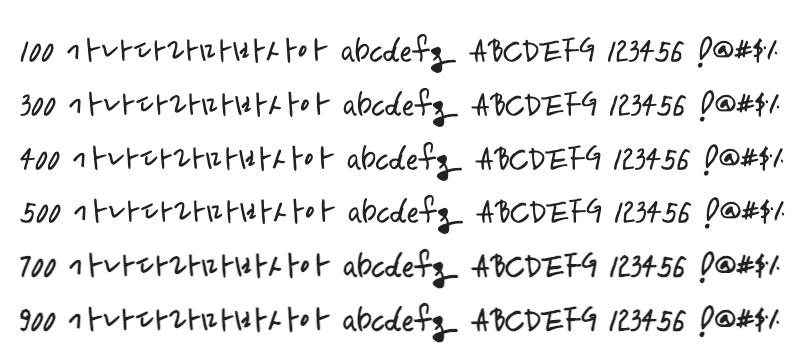 100 가나다라마바사아 abcdefg ABCDEFG 123456 !@#$%
300 가나다라마바사아 abcdefg ABCDEFG 123456 !@#$%
400 가나다라마바사아 abcdefg ABCDEFG 123456 !@#$%
500 가나다라마바사아 abcdefg ABCDEFG 123456 !@#$%
700 가나다라마바사아 abcdefg ABCDEFG 123456 !@#$%
900 가나다라마바사아 abcdefg ABCDEFG 123456 !@#$%